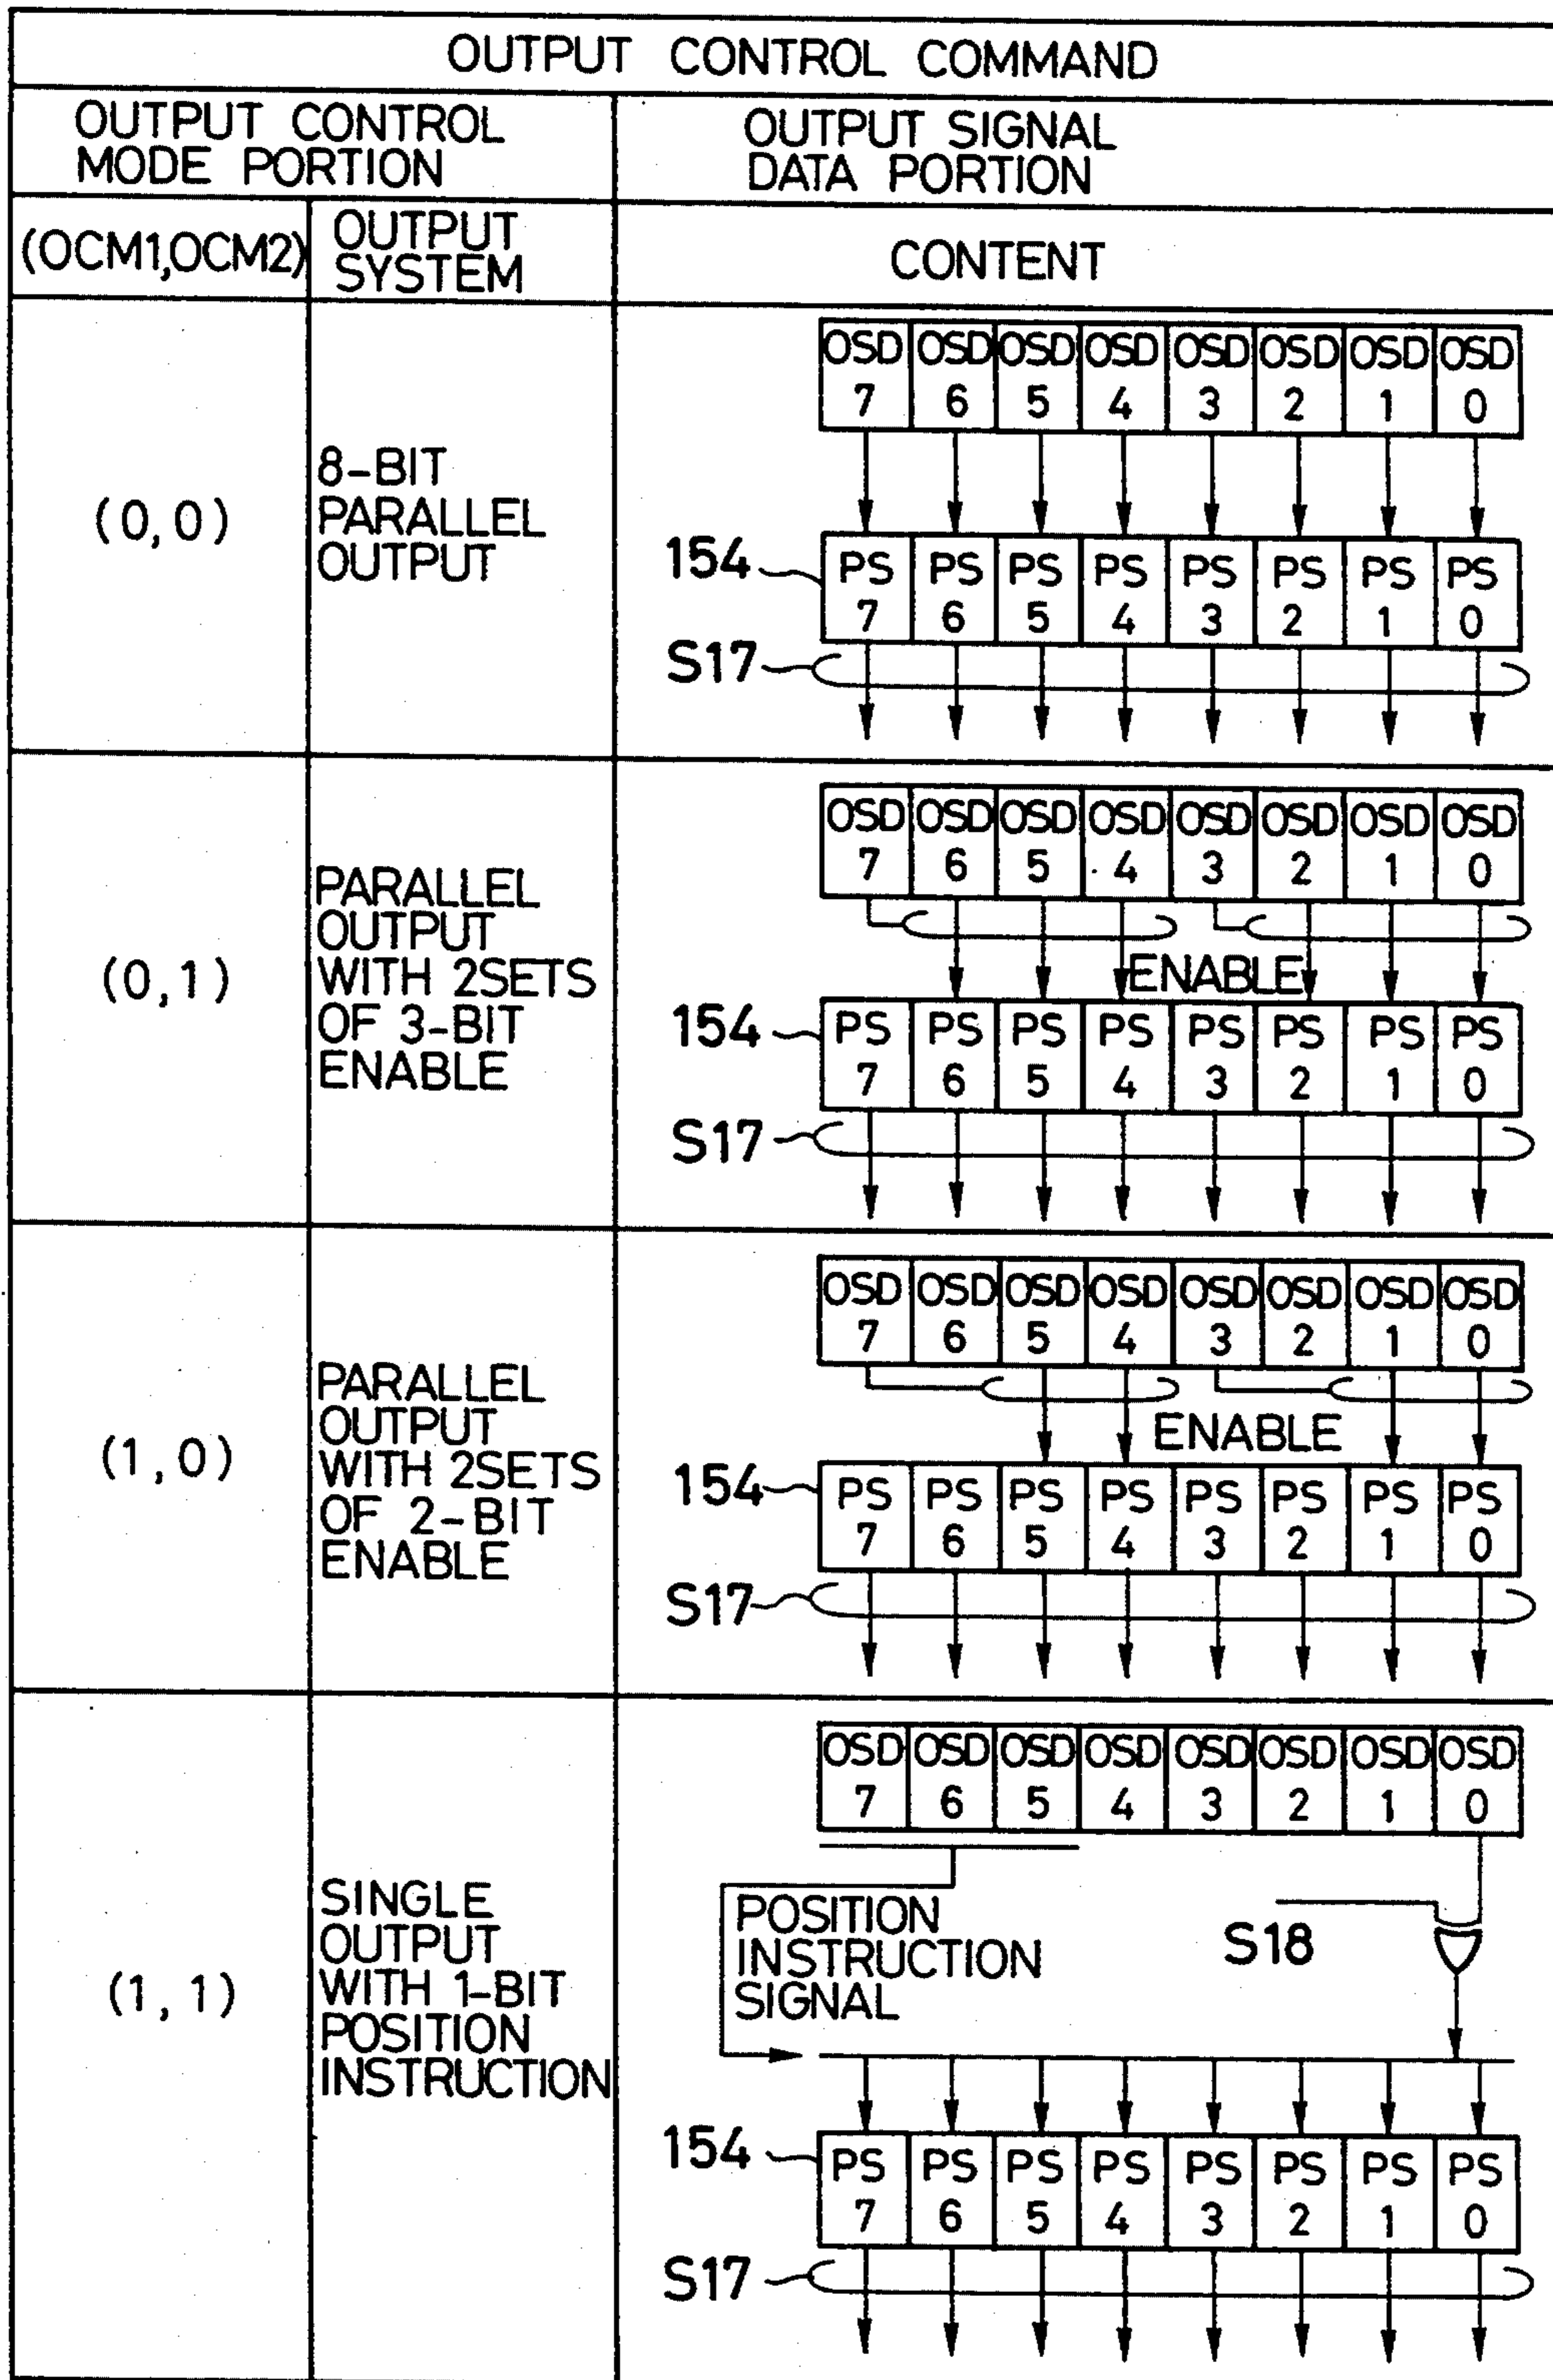 OUTPUT CONTROL COMMAND
OUTPUT CONTROL
MODE PORTION
OUTPUT SIGNAL
DATA PORTION
(OCM1,OCM2)
OUTPUT
SYSTEM
CONTENT
(0,0)
8-BIT
PARALLEL
OUTPUT
OSD OSD OSD OSD OSD OSD OSD OSD
7 6 5 4 3 2 1 0
154
PS PS PS PS PS PS PS PS
7 6 5 4 3 2 1 0
S17
(0,1)
PARALLEL
OUTPUT
WITH 2SETS
OF 3-BIT
ENABLE
OSD OSD OSD OSD OSD OSD OSD OSD
7 6 5 4 3 2 1 0
ENABLE
154
PS PS PS PS PS PS PS PS
7 6 5 4 3 2 1 0
S17
(1,0)
PARALLEL
OUTPUT
WITH 2SETS
OF 2-BIT
ENABLE
OSD OSD OSD OSD OSD OSD OSD OSD
7 6 5 4 3 2 1 0
ENABLE
154
PS PS PS PS PS PS PS PS
7 6 5 4 3 2 1 0
S17
(1,1)
SINGLE
OUTPUT
WITH 1-BIT
POSITION
INSTRUCTION
OSD OSD OSD OSD OSD OSD OSD OSD
7 6 5 4 3 2 1 0
POSITION
INSTRUCTION
SIGNAL
S18
154
PS PS PS PS PS PS PS PS
7 6 5 4 3 2 1 0
S17